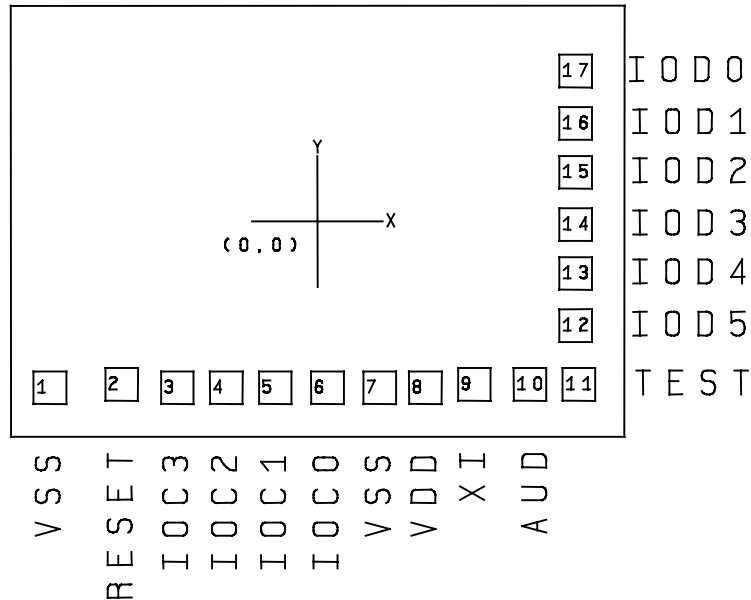 17 IOD0
16 IOD1
Y
15 IOD2
14 IOD3
X
(0,0)
13 IOD4
12 IOD5
1 2 3 4 5 6 7 8 9 10 11 TEST
VSS
RESET
IOC3
IOC2
IOC1
IOC0
VSS
VDD
XI
AUD